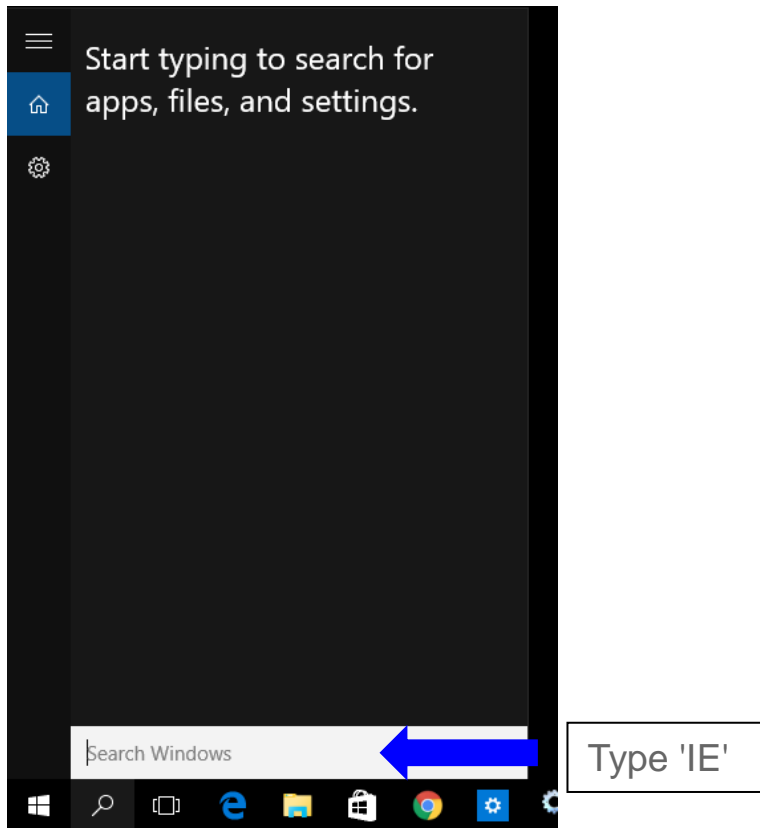 Start typing to search for
apps, files, and settings.
Search Windows
Type 'IE'